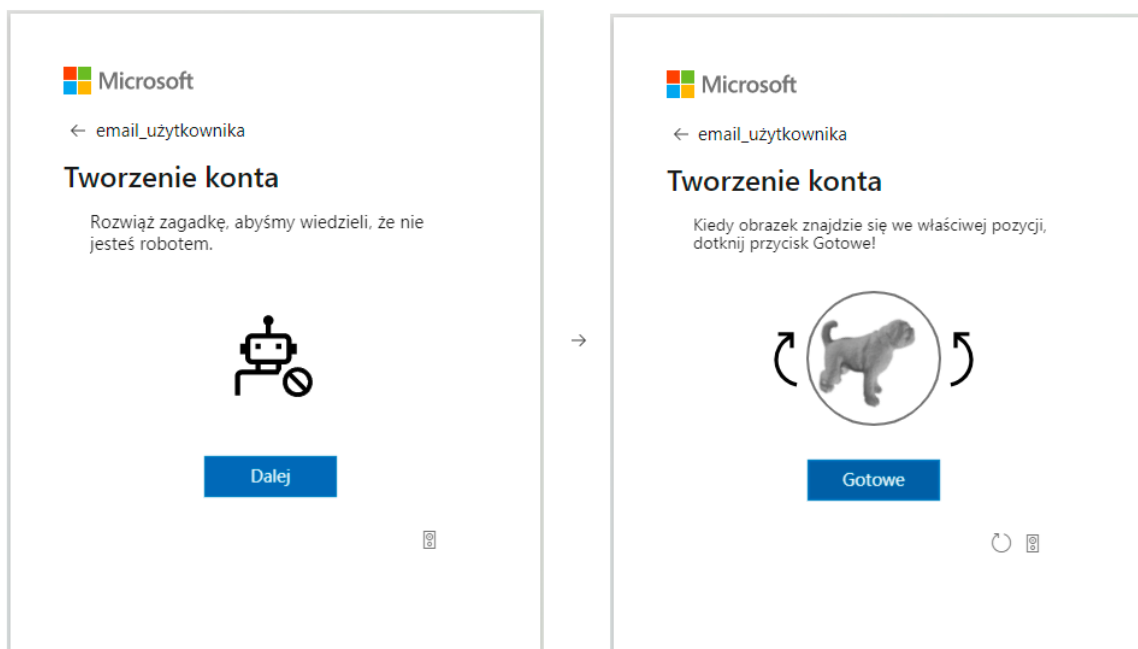 Microsoft
← email_użytkownika
Tworzenie konta
Rozwiąż zagadkę, abyśmy wiedzieli, że nie
jesteś robotem.
Dalej
→
Microsoft
← email_użytkownika
Tworzenie konta
Kiedy obrazek znajdzie się we właściwej pozycji,
dotknij przycisk Gotowe!
Gotowe